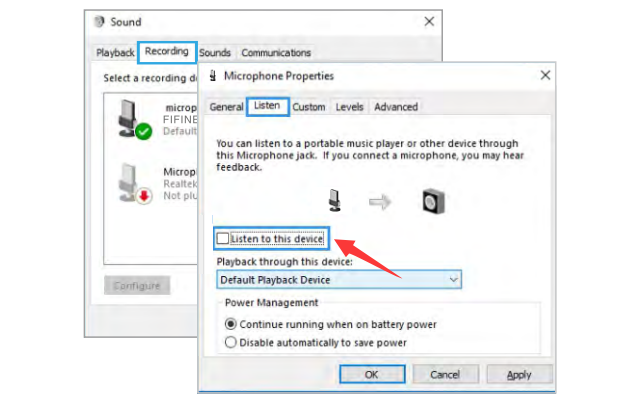 Sound
Playback Recording Sounds Communications
Select a recording d
microp
FIFINE
Default
Microp
Realtek
Not plu
Configure
Microphone Properties
General Listen Custom Levels Advanced
You can listen to a portable music player or other device through
this Microphone jack. If you connect a microphone, you may hear
feedback.
Listen to this device
Playback through this device:
Default Playback Device
Power Management
Continue running when on battery power
Disable automatically to save power
OK Cancel Apply